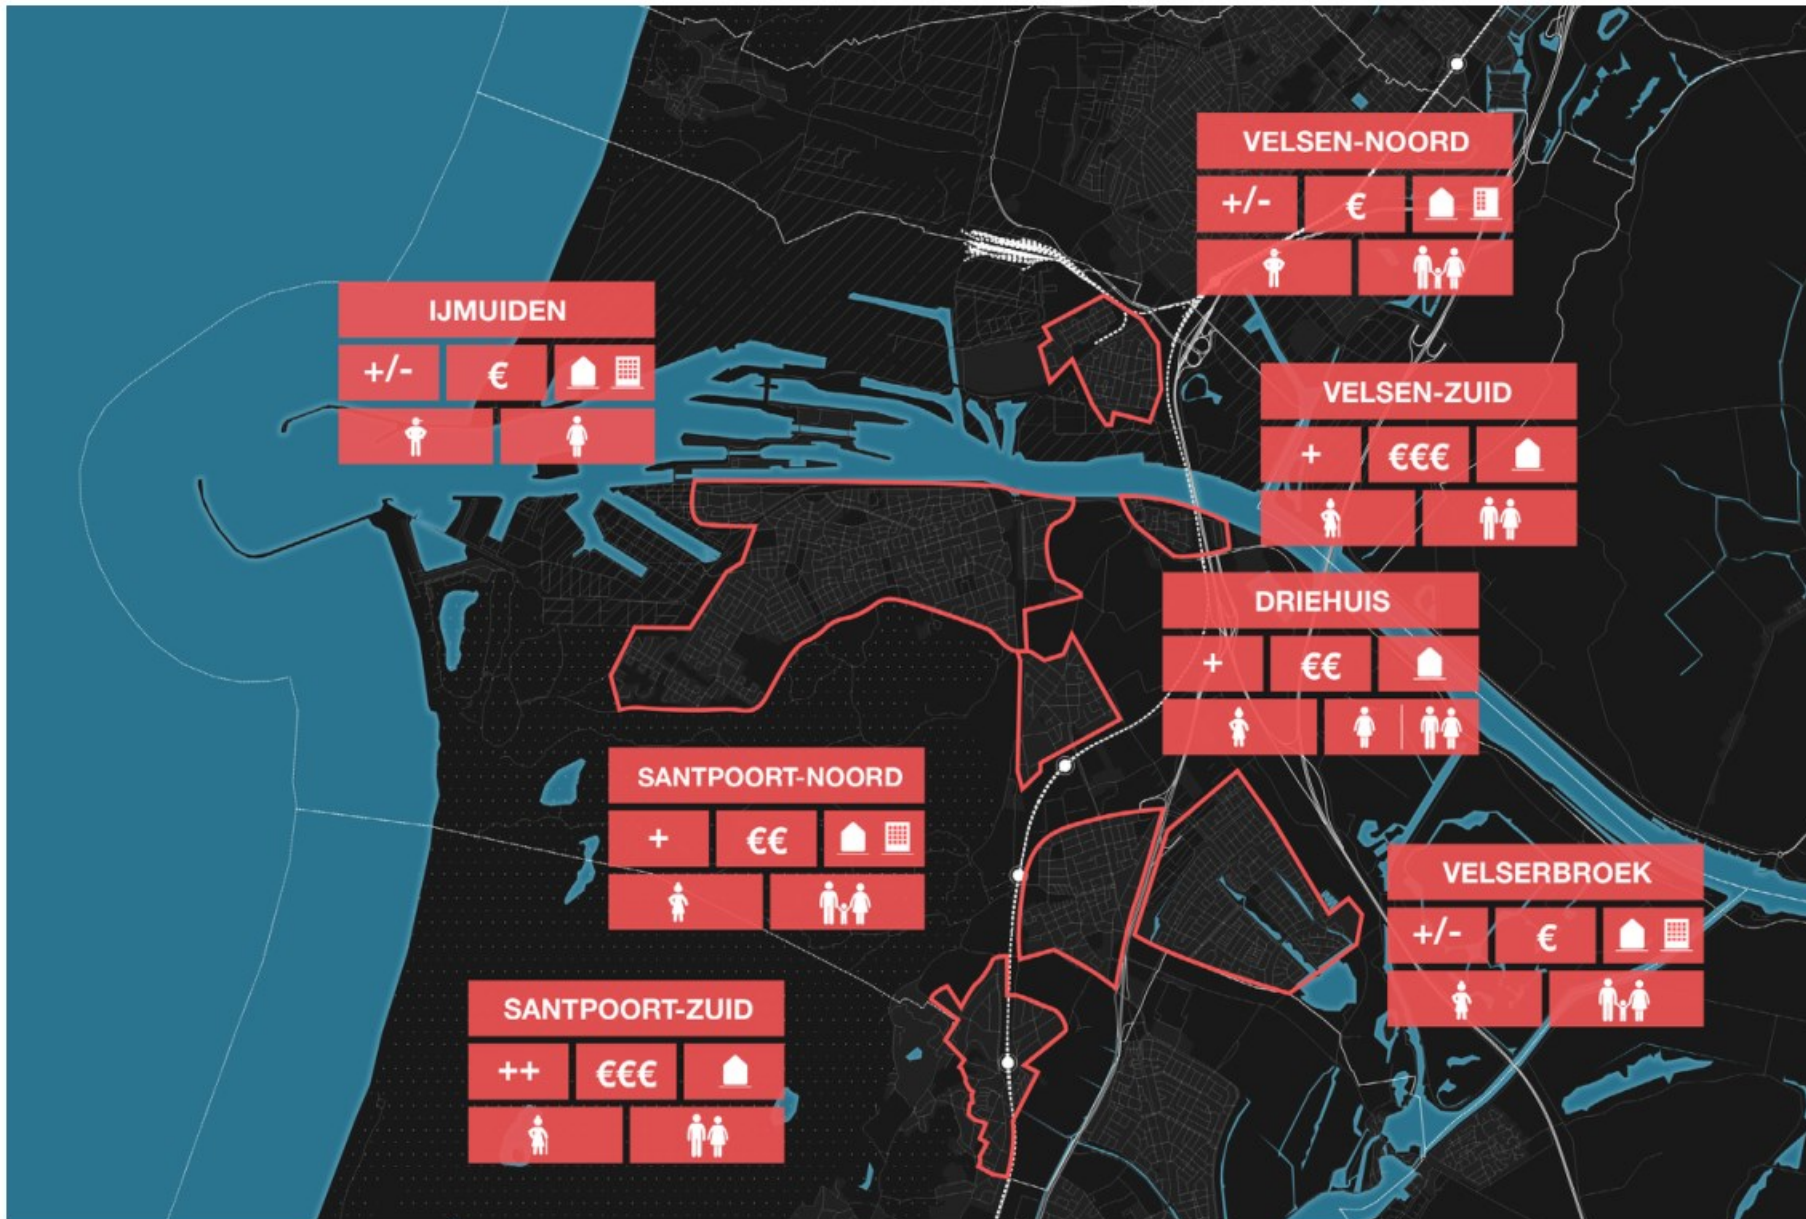 VELSEN-NOORD
+/- €
IJMUIDEN
+/- €
VELSEN-ZUID
+ €€€
DRIEHUIS
+ €€
SANTPOORT-NOORD
+ €€
VELSERBROEK
+/- €
SANTPOORT-ZUID
++ €€€